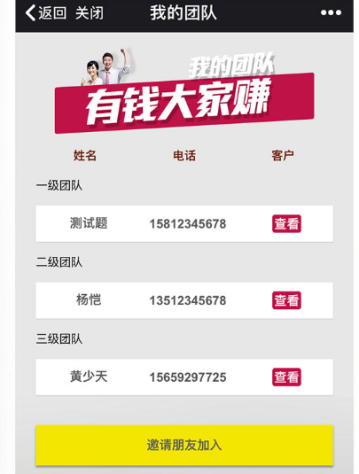 返回 关闭 我的团队
我的团队
有钱大家赚
姓名 电话 客户
一级团队
测试题 15812345678 查看
二级团队
杨恺 13512345678 查看
三级团队
黄少天 15659297725 查看
邀请朋友加入